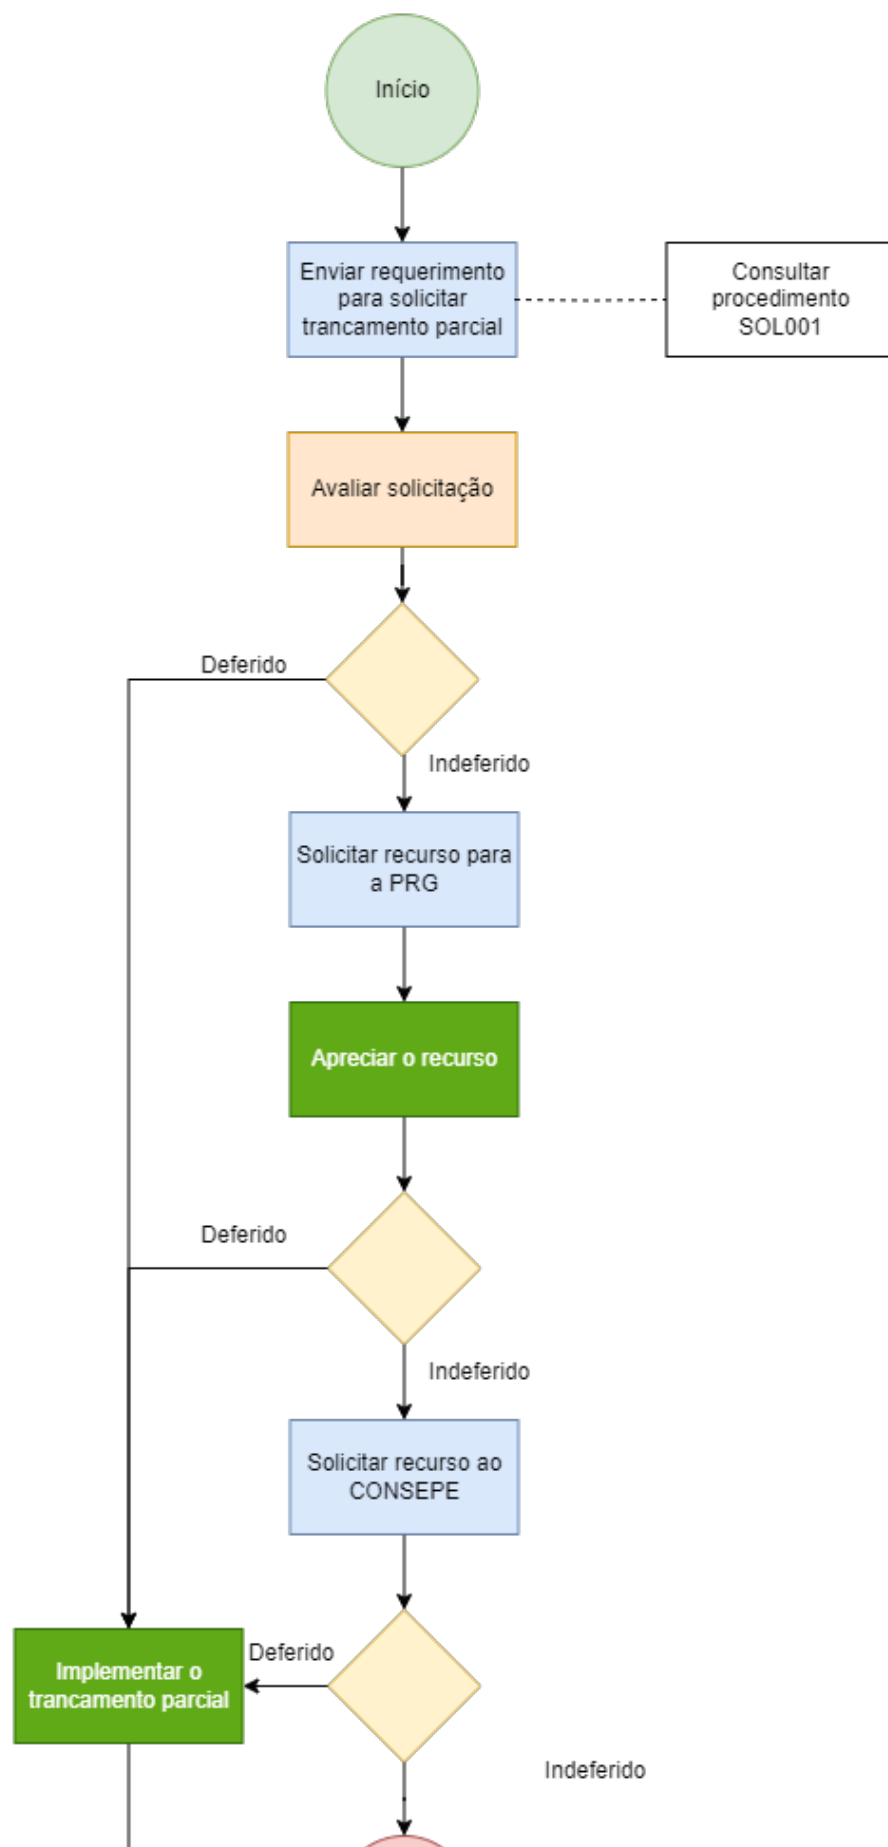 Início
Enviar requerimento
para solicitar
trancamento parcial
Consultar
procedimento
SOL001
Avaliar solicitação
Deferido
Indeferido
Solicitar recurso para
a PRG
Apreciar o recurso
Deferido
Indeferido
Solicitar recurso ao
CONSEPE
Deferido
Implementar o
trancamento parcial
Indeferido